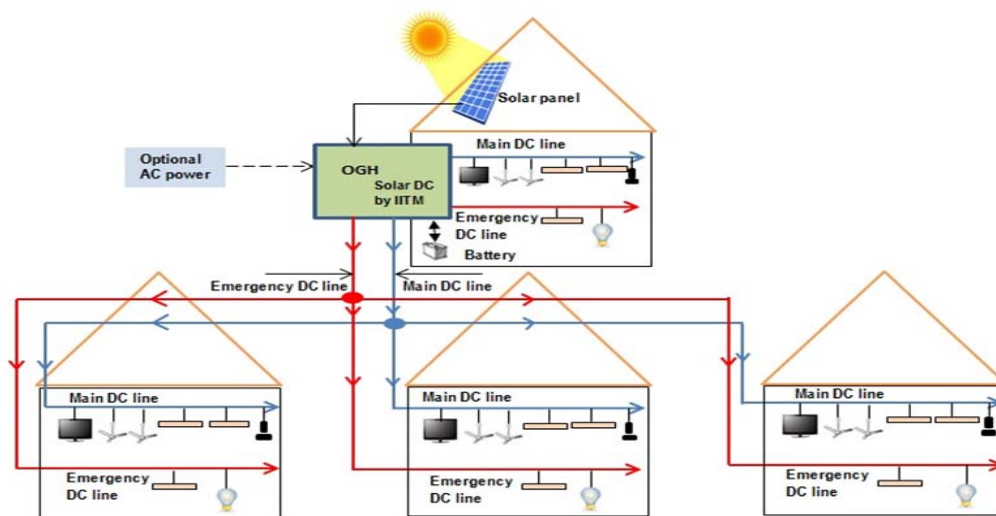 Solar panel
Main DC line
Optional
AC power
OGH
Solar DC
by IITM
Emergency
DC line
Battery
Emergency DC line
Main DC line
Main DC line
Main DC line
Main DC line
Emergency
DC line
Emergency
DC line
Emergency
DC line